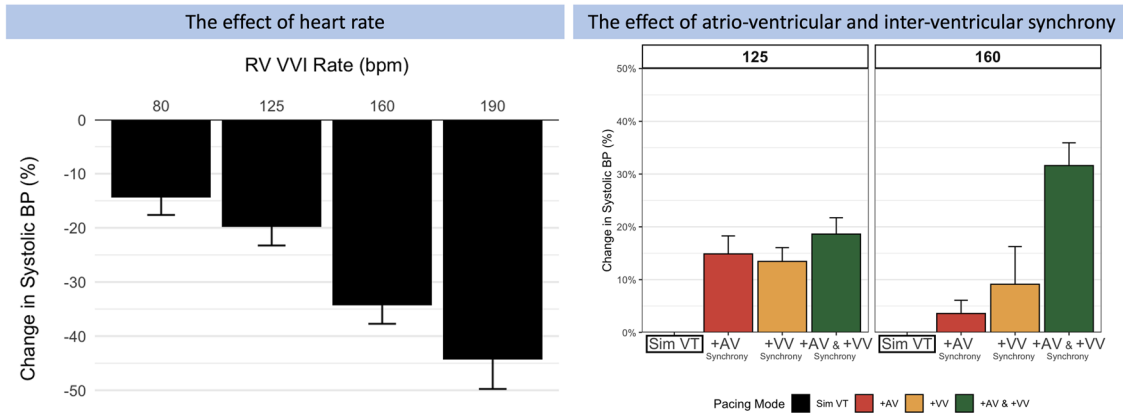 The effect of heart rate
RV VVI Rate (bpm)
80 125 160 190
Change in Systolic BP (%)
0
-10
-20
-30
-40
-50
The effect of atrio-ventricular and inter-ventricular synchrony
125 160
Change in Systolic BP (%)
50%
40%
30%
20%
10%
0%
Sim VT +AV +VV +AV & +VV Sim VT +AV +VV +AV & +VV
Synchrony Synchrony Synchrony Synchrony Synchrony Synchrony
Pacing Mode Sim VT +AV +VV +AV & +VV